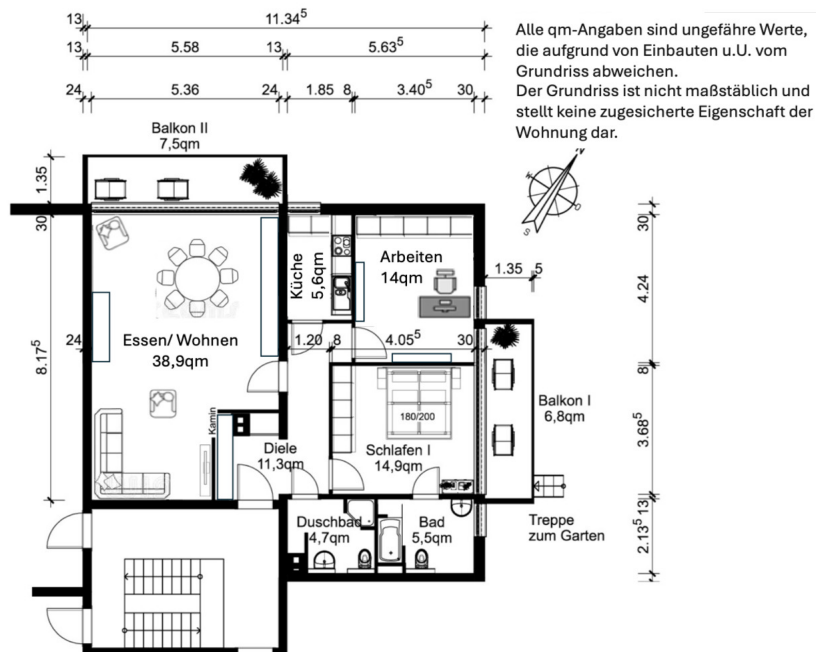 13 11.34⁵
13 5.58 13 5.63⁵
24 5.36 24 1.85 8 3.40⁵ 30
Alle qm-Angaben sind ungefähre Werte,
die aufgrund von Einbauten u.U. vom
Grundriss abweichen.
Der Grundriss ist nicht maßstäblich und
stellt keine zugesicherte Eigenschaft der
Wohnung dar.
Balkon II
7,5qm
1.35
N
W
O
S
30
30
Küche
5,6qm
Arbeiten
14qm
1.35 5
4.24
Essen/ Wohnen
38,9qm
24
1.20 8 4.05⁵ 30
8.17⁵
8
180/200
Balkon I
6,8qm
3.68⁵
Kamin
Diele
11,3qm
Schlafen I
14,9qm
13
Duschbad
4,7qm
Bad
5,5qm
Treppe
zum Garten
2.13⁵